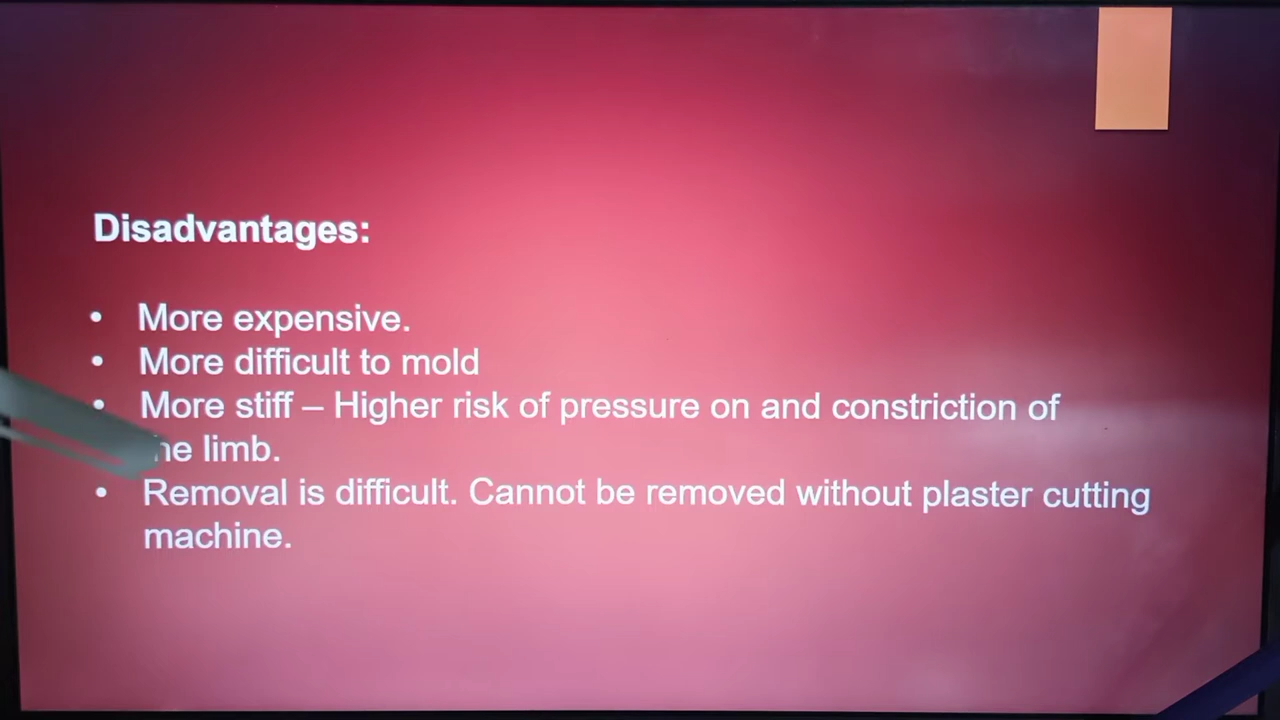 Disadvantages:
• More expensive.
• More difficult to mold
• More stiff – Higher risk of pressure on and constriction of
he limb.
• Removal is difficult. Cannot be removed without plaster cutting
machine.